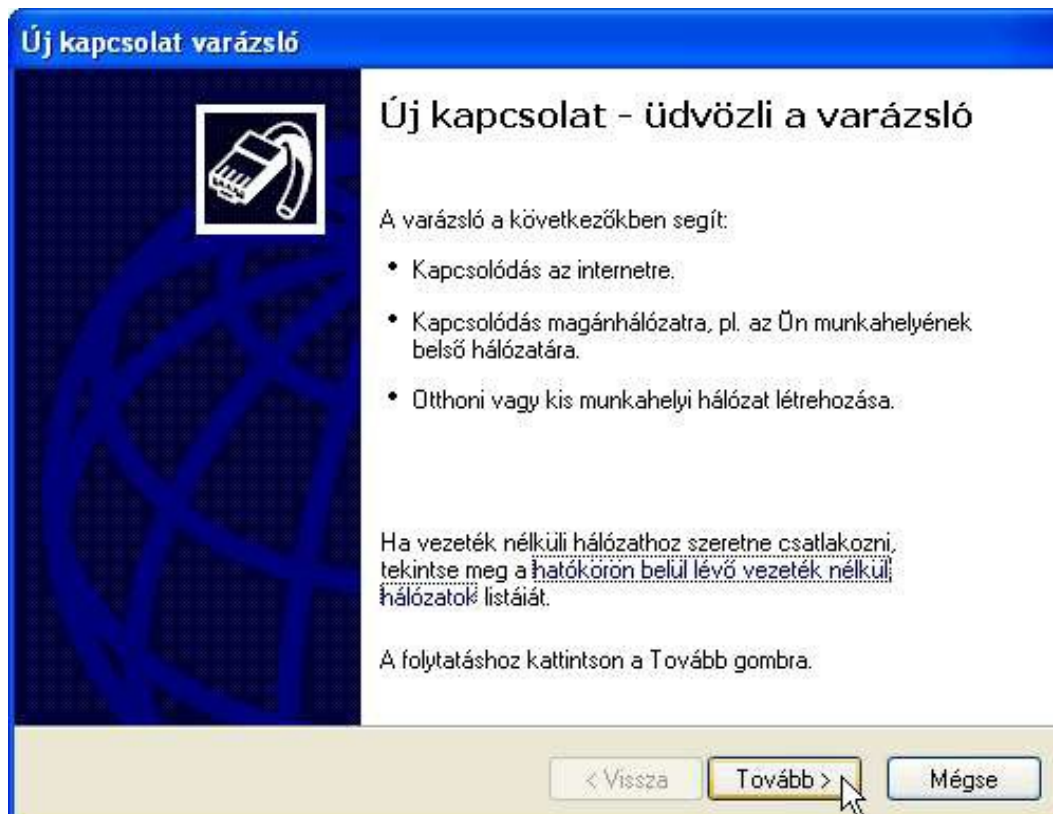 Új kapcsolat varázsló
Új kapcsolat - üdvözli a varázsló
A varázsló a következőkben segít:
• Kapcsolódás az internetre.
• Kapcsolódás magánhálózatra, pl. az Ön munkahelyének
belső hálózatára.
• Otthoni vagy kis munkahelyi hálózat létrehozása.
Ha vezeték nélküli hálózathoz szeretne csatlakozni,
tekintse meg a hatókörön belül lévő vezeték nélkül
hálózatok listáját.
A folytatáshoz kattintson a Tovább gombra.
< Vissza
Tovább >
Mégse